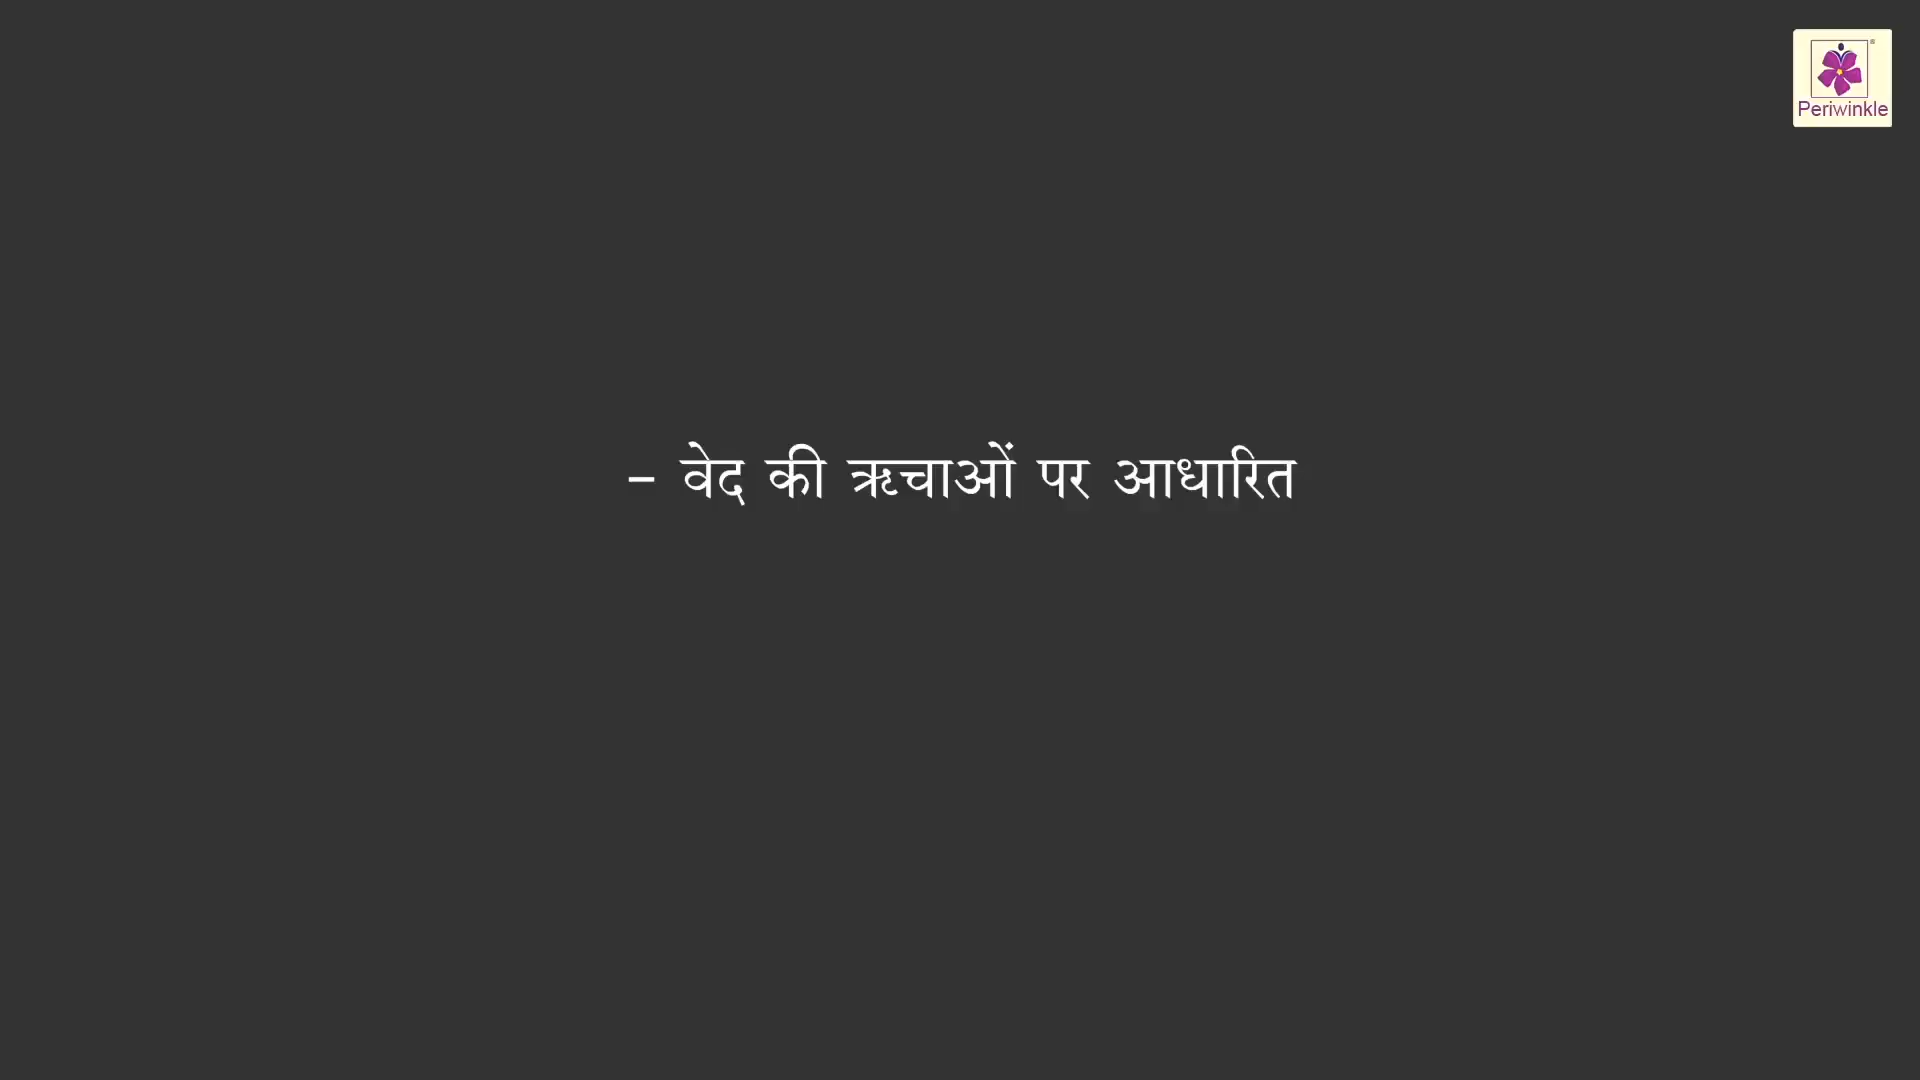 Periwinkle
– वेद की ऋचाओं पर आधारित